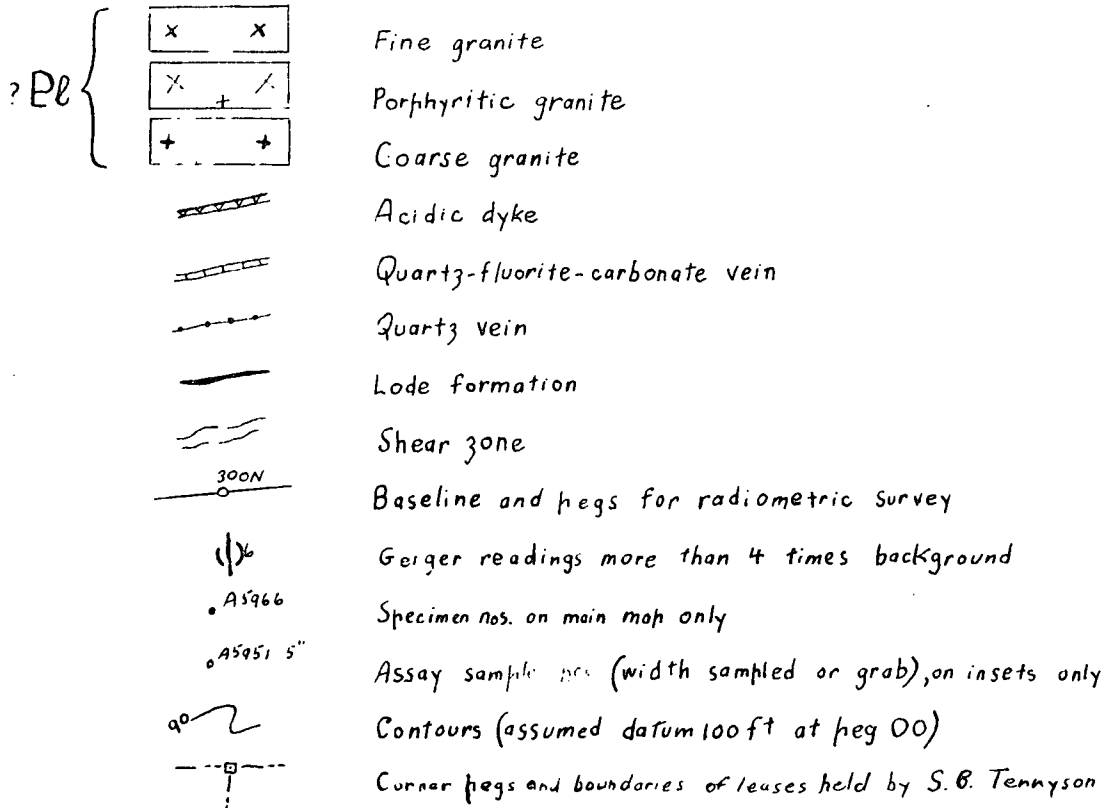 Fine granite
? Pl
Porphyritic granite
Coarse granite
Acidic dyke
Quartz-fluorite-carbonate vein
Quartz vein
Lode formation
Shear zone
300N
Baseline and pegs for radiometric survey
6
Geiger readings more than 4 times background
A5966
Specimen nos. on main map only
A5951 5"
Assay sample (width sampled or grab), on insets only
90
Contours (assumed datum 100 ft at peg 00)
Corner pegs and boundaries of leases held by S. B. Tennyson